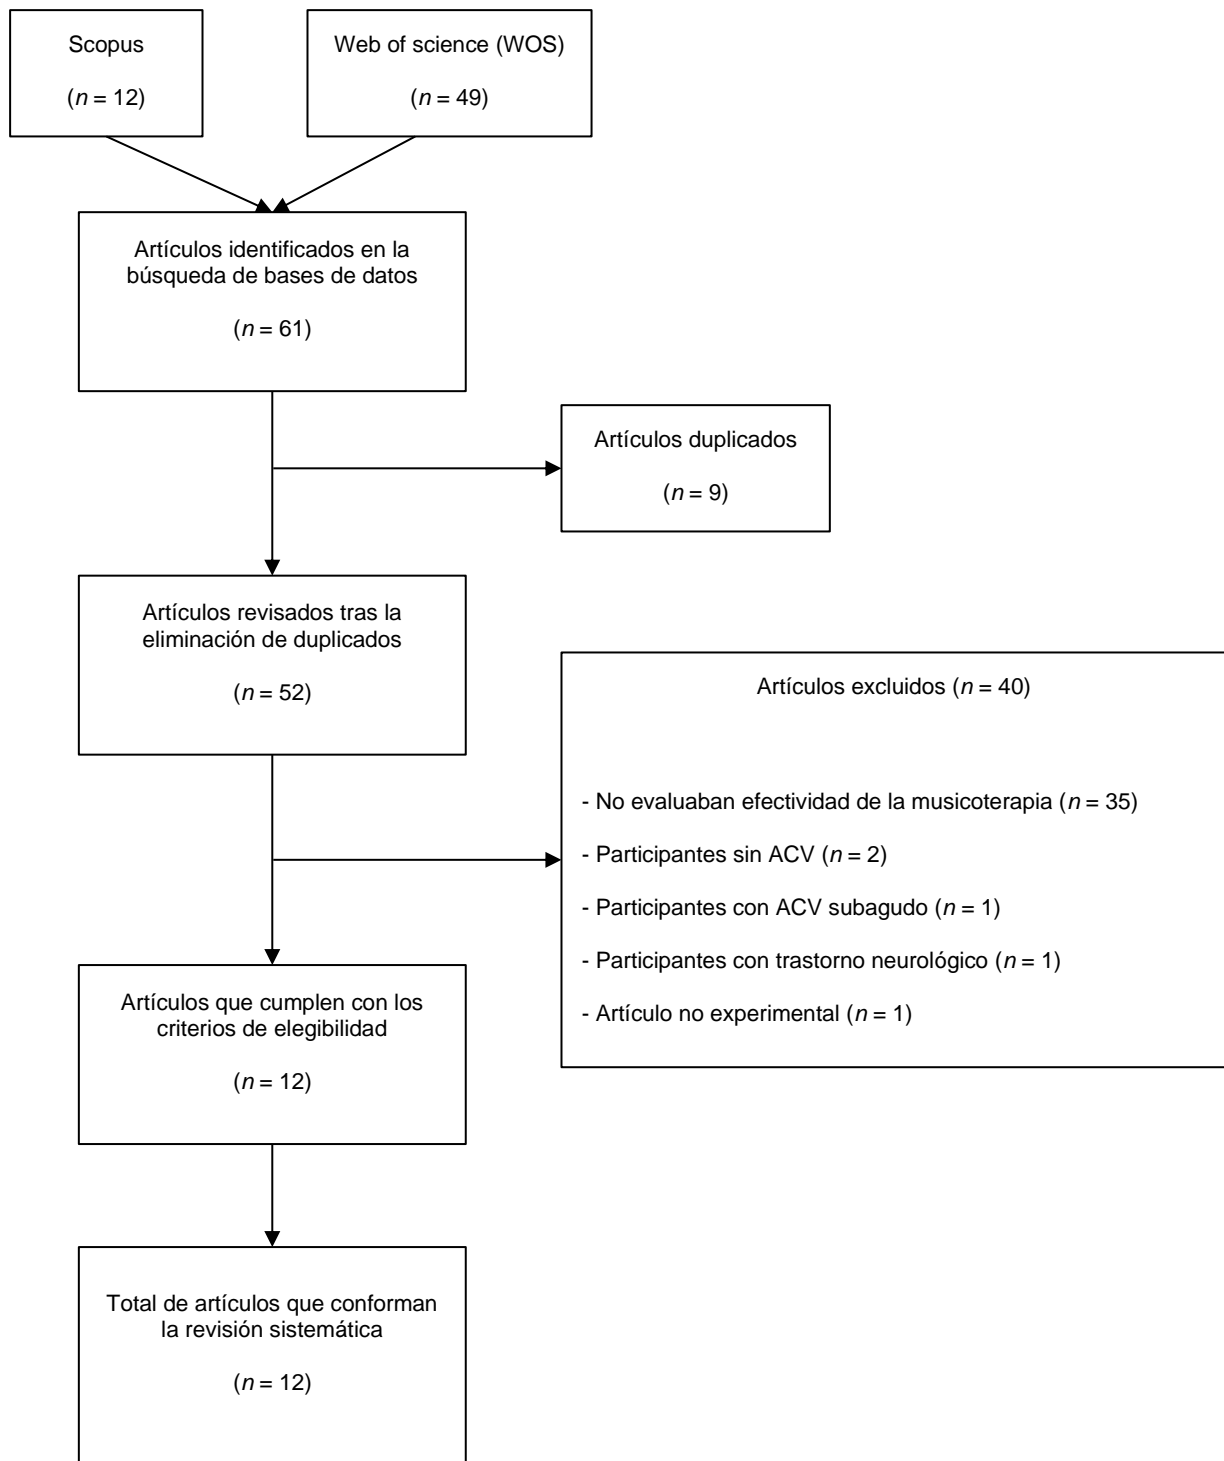 Scopus
(n = 12)
Web of science (WOS)
(n = 49)
Artículos identificados en la
búsqueda de bases de datos
(n = 61)
Artículos duplicados
(n = 9)
Artículos revisados tras la
eliminación de duplicados
(n = 52)
Artículos excluidos (n = 40)
- No evaluaban efectividad de la musicoterapia (n = 35)
- Participantes sin ACV (n = 2)
- Participantes con ACV subagudo (n = 1)
- Participantes con trastorno neurológico (n = 1)
- Artículo no experimental (n = 1)
Artículos que cumplen con los
criterios de elegibilidad
(n = 12)
Total de artículos que conforman
la revisión sistemática
(n = 12)